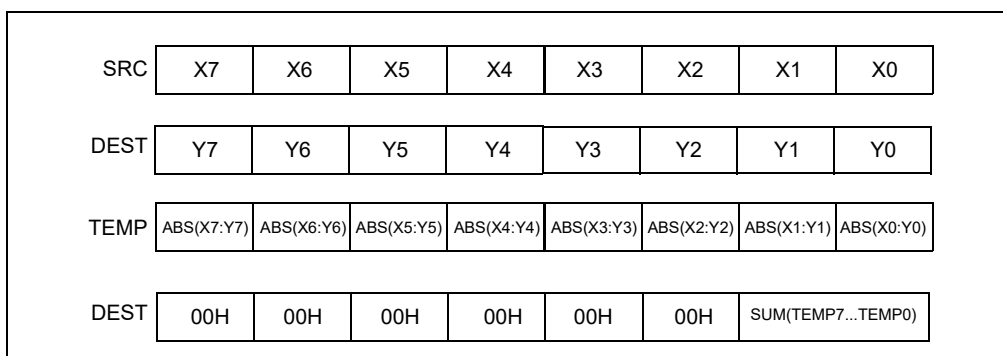 SRC X7 X6 X5 X4 X3 X2 X1 X0
DEST Y7 Y6 Y5 Y4 Y3 Y2 Y1 Y0
TEMP ABS(X7:Y7) ABS(X6:Y6) ABS(X5:Y5) ABS(X4:Y4) ABS(X3:Y3) ABS(X2:Y2) ABS(X1:Y1) ABS(X0:Y0)
DEST 00H 00H 00H 00H 00H 00H SUM(TEMP7...TEMP0)